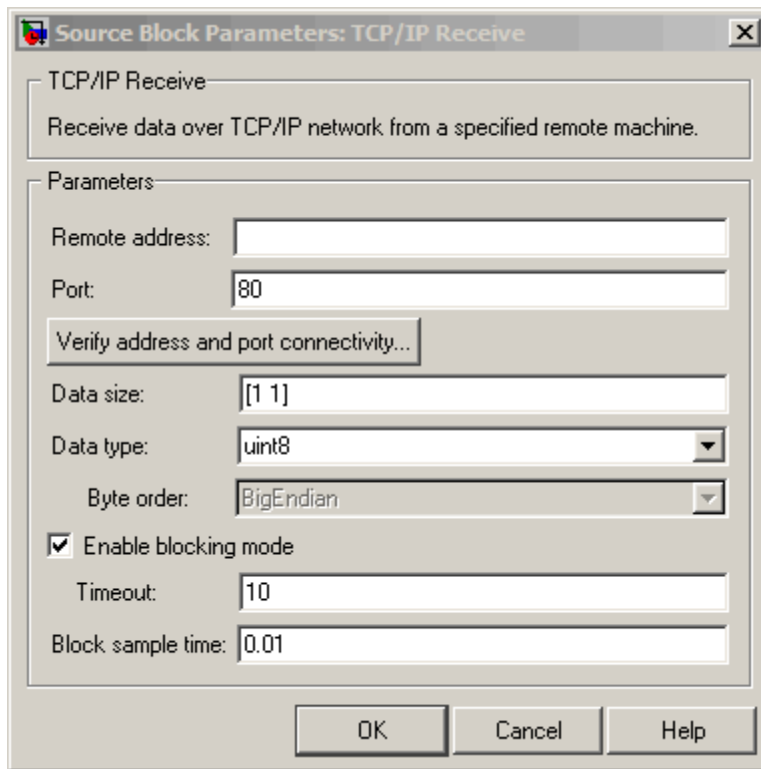 Source Block Parameters: TCP/IP Receive
TCP/IP Receive
Receive data over TCP/IP network from a specified remote machine.
Parameters
Remote address:
Port: 80
Verify address and port connectivity...
Data size: [1 1]
Data type: uint8
Byte order: BigEndian
Enable blocking mode
Timeout: 10
Block sample time: 0.01
OK Cancel Help